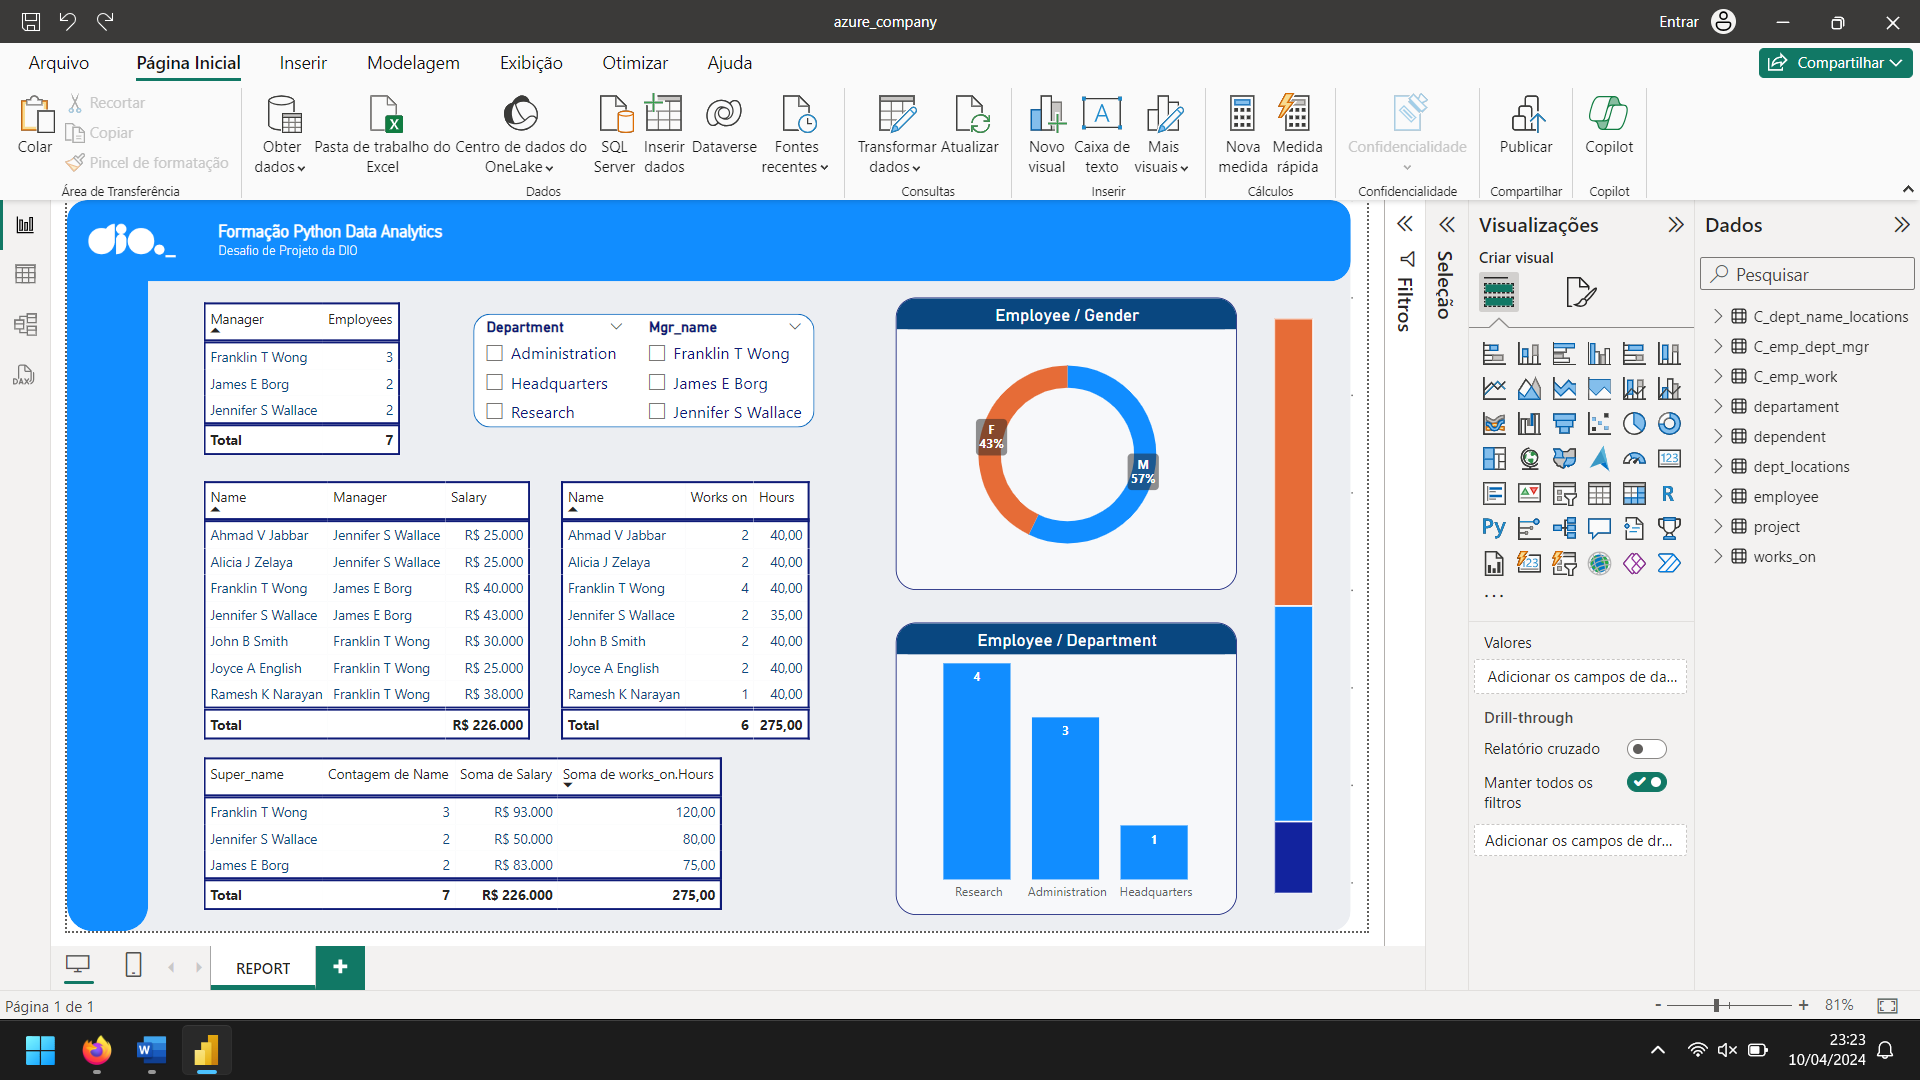 azure_company
Entrar
Arquivo Página Inicial Inserir Modelagem Exibição Otimizar Ajuda
Compartilhar
Colar
Recortar
Copiar
Pincel de formatação
Área de Transferência
Obter dados
Pasta de trabalho do Excel
Centro de dados do OneLake
SQL Server
Inserir dados
Dataverse
Fontes recentes
Dados
Transformar dados
Atualizar
Consultas
Novo visual
Caixa de texto
Mais visuais
Inserir
Nova medida
Medida rápida
Cálculos
Confidencialidade
Confidencialidade
Publicar
Compartilhar
Copilot
Copilot
dio._
Formação Python Data Analytics
Desafio de Projeto da DIO
Manager Employees
Franklin T Wong 3
James E Borg 2
Jennifer S Wallace 2
Total 7
Department Mgr_name
Administration Franklin T Wong
Headquarters James E Borg
Research Jennifer S Wallace
Name Manager Salary
Ahmad V Jabbar Jennifer S Wallace R$ 25.000
Alicia J Zelaya Jennifer S Wallace R$ 25.000
Franklin T Wong James E Borg R$ 40.000
Jennifer S Wallace James E Borg R$ 43.000
John B Smith Franklin T Wong R$ 30.000
Joyce A English Franklin T Wong R$ 25.000
Ramesh K Narayan Franklin T Wong R$ 38.000
Total R$ 226.000
Name Works on Hours
Ahmad V Jabbar 2 40,00
Alicia J Zelaya 2 40,00
Franklin T Wong 4 40,00
Jennifer S Wallace 2 35,00
John B Smith 2 40,00
Joyce A English 2 40,00
Ramesh K Narayan 1 40,00
Total 6 275,00
Super_name Contagem de Name Soma de Salary Soma de works_on.Hours
Franklin T Wong 3 R$ 93.000 120,00
Jennifer S Wallace 2 R$ 50.000 80,00
James E Borg 2 R$ 83.000 75,00
Total 7 R$ 226.000 275,00
Employee / Gender
F
43%
M
57%
Employee / Department
4
3
1
Research Administration Headquarters
Filtros
Seleção
Visualizações
Criar visual
123
R
Py
123
...
Valores
Adicionar os campos de da...
Drill-through
Relatório cruzado
Manter todos os
filtros
Adicionar os campos de dr...
Dados
Pesquisar
C_dept_name_locations
C_emp_dept_mgr
C_emp_work
departament
dependent
dept_locations
employee
project
works_on
REPORT
+
Página 1 de 1
- + 81%
W
23:23
10/04/2024